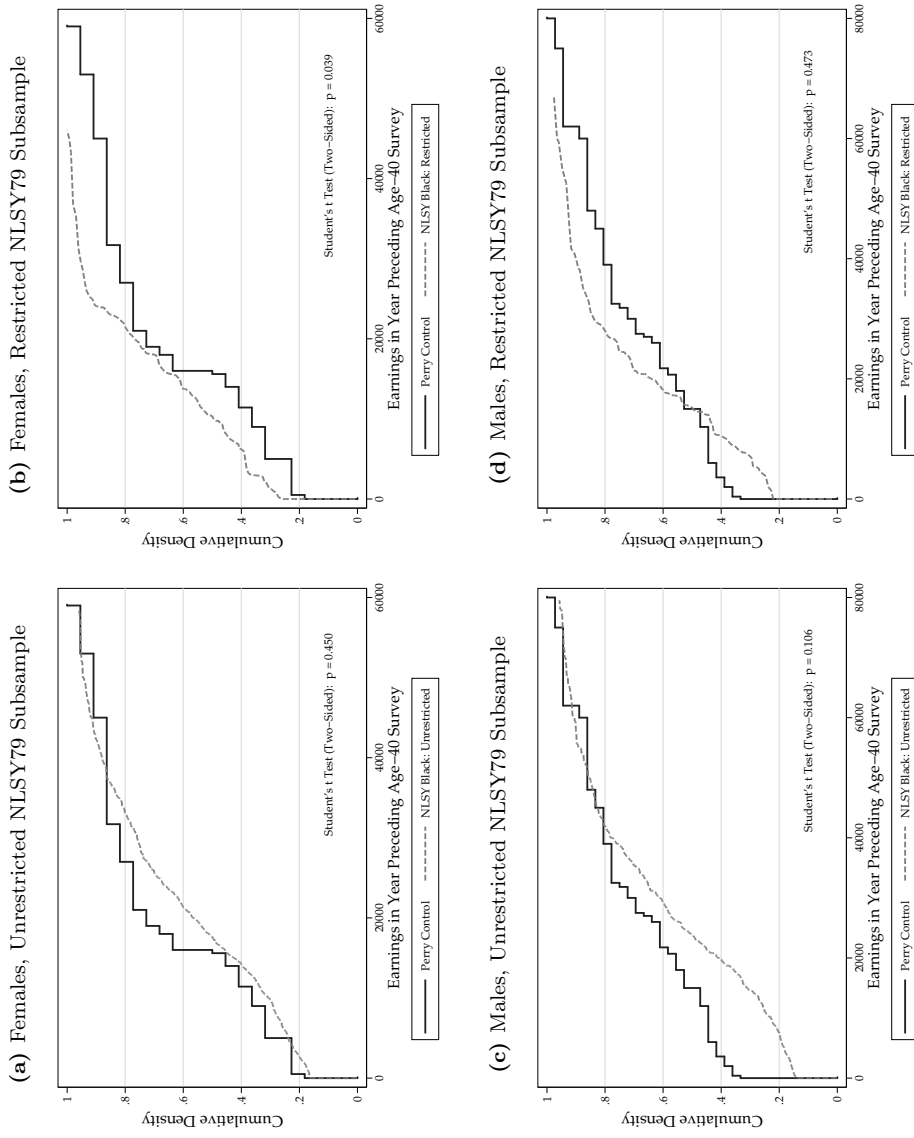 (a) Females, Unrestricted NLSY79 Subsample
Cumulative Density
1
.8
.6
.4
.2
0
Student's t Test (Two−Sided): p = 0.450
0
20000
40000
60000
Earnings in Year Preceding Age−40 Survey
Perry Control
NLSY Black: Unrestricted
(b) Females, Restricted NLSY79 Subsample
Cumulative Density
1
.8
.6
.4
.2
0
Student's t Test (Two−Sided): p = 0.039
0
20000
40000
60000
Earnings in Year Preceding Age−40 Survey
Perry Control
NLSY Black: Restricted
(c) Males, Unrestricted NLSY79 Subsample
Cumulative Density
1
.8
.6
.4
.2
0
Student's t Test (Two−Sided): p = 0.106
0
20000
40000
60000
80000
Earnings in Year Preceding Age−40 Survey
Perry Control
NLSY Black: Unrestricted
(d) Males, Restricted NLSY79 Subsample
Cumulative Density
1
.8
.6
.4
.2
0
Student's t Test (Two−Sided): p = 0.473
0
20000
40000
60000
80000
Earnings in Year Preceding Age−40 Survey
Perry Control
NLSY Black: Restricted